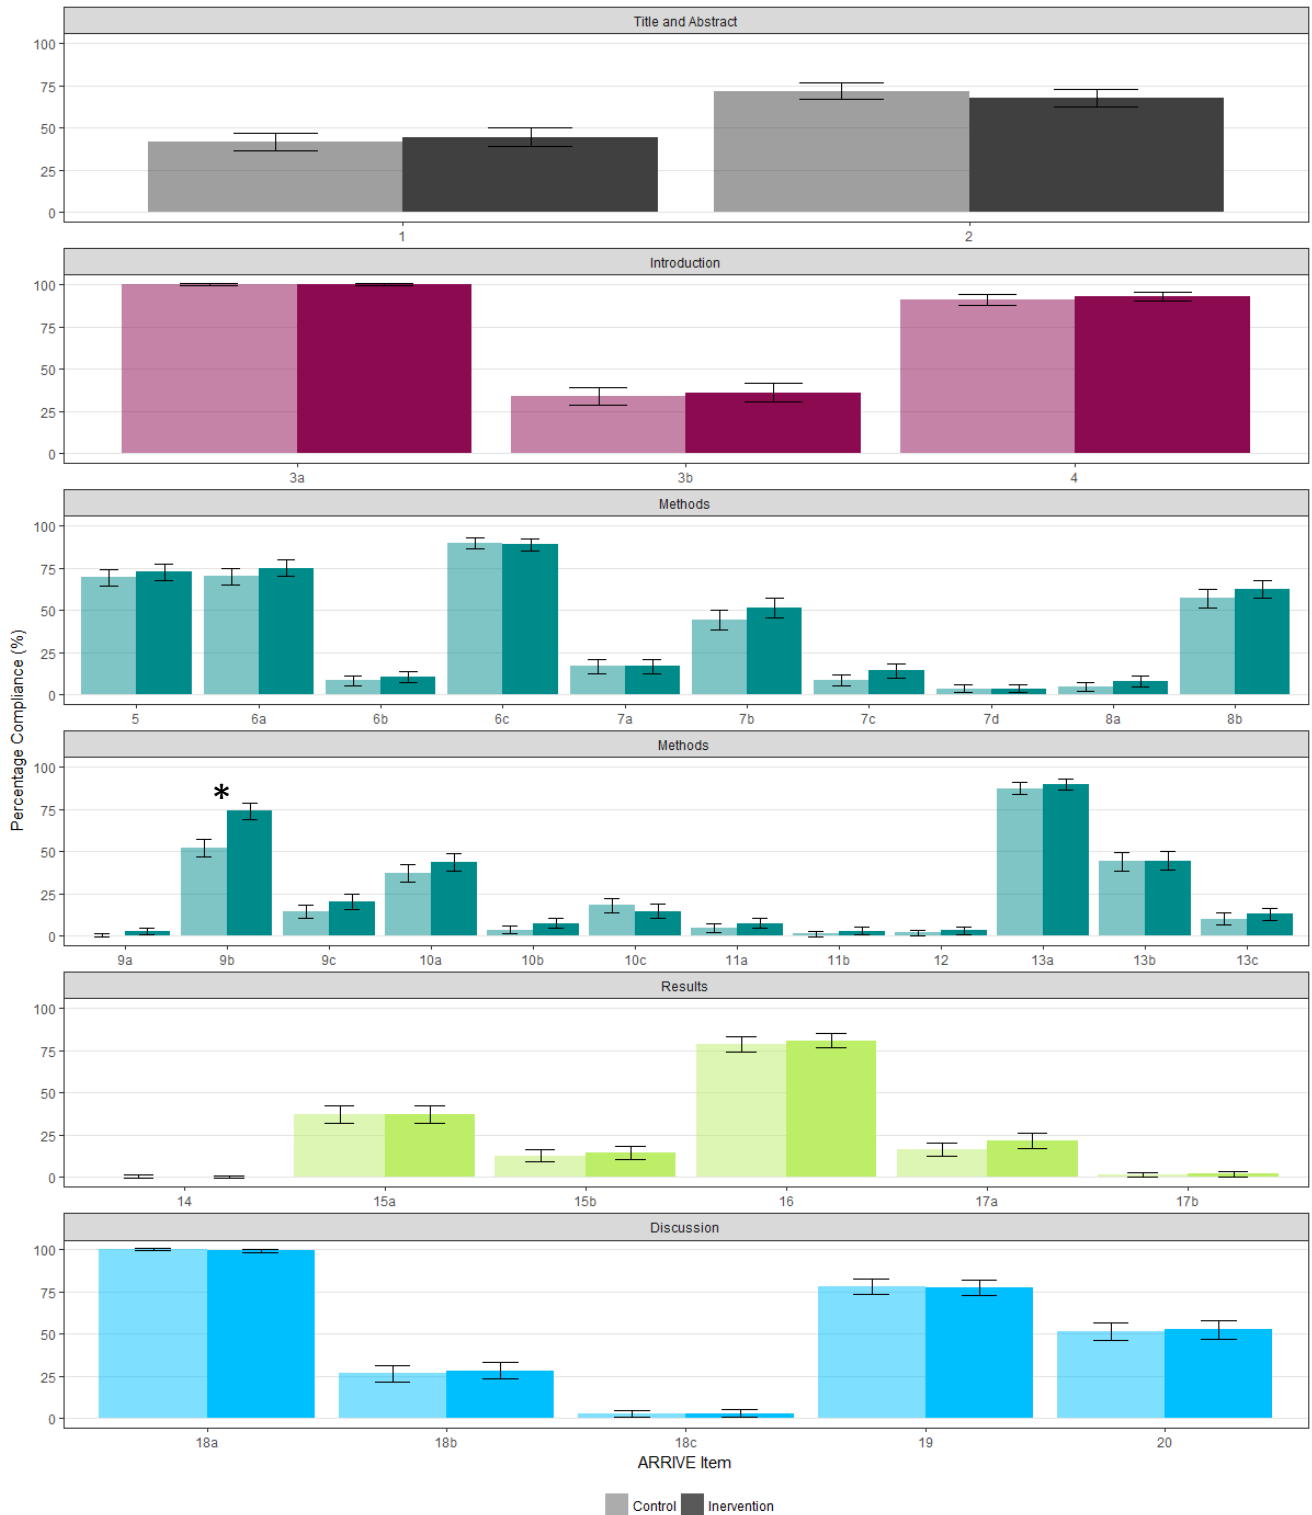 Title and Abstract
100
75
50
25
0
1 2
Introduction
100
75
50
25
0
3a 3b 4
Methods
100
75
50
25
0
5 6a 6b 6c 7a 7b 7c 7d 8a 8b
Methods
100
75
50
25
0
*
9a 9b 9c 10a 10b 10c 11a 11b 12 13a 13b 13c
Results
100
75
50
25
0
14 15a 15b 16 17a 17b
Discussion
100
75
50
25
0
18a 18b 18c 19 20
Percentage Compliance (%)
ARRIVE Item
Control Inervention